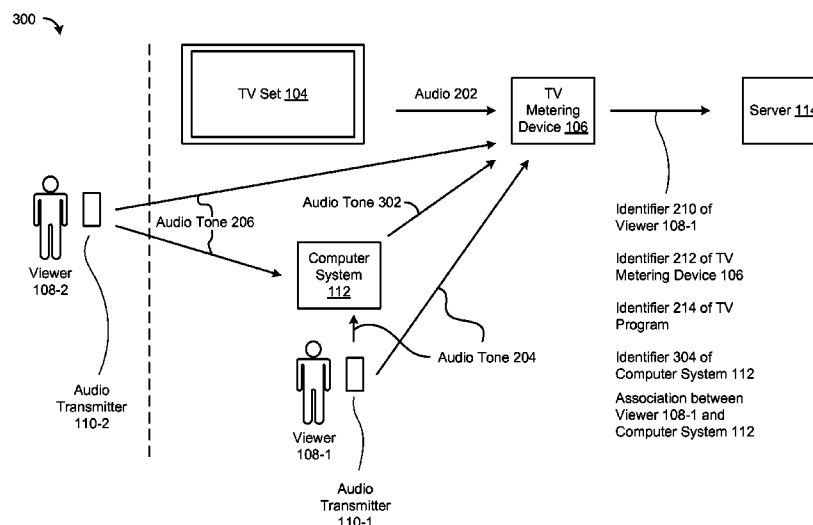 300
TV Set 104
Audio 202
TV
Metering
Device 106
Server 114
Audio Tone 206
Audio Tone 302
Viewer
108-2
Computer
System
112
Audio Tone 204
Audio
Transmitter
110-2
Viewer
108-1
Audio
Transmitter
110-1
Identifier 210 of
Viewer 108-1
Identifier 212 of TV
Metering Device 106
Identifier 214 of TV
Program
Identifier 304 of
Computer System 112
Association between
Viewer 108-1 and
Computer System 112